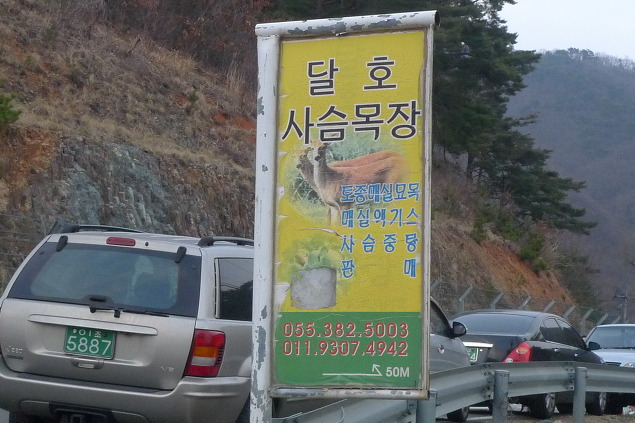 달 호
사슴목장
토종매실묘목
매실액기스
사슴중탕
판 매
055.382.5003
011.9307.4942
50M
5887